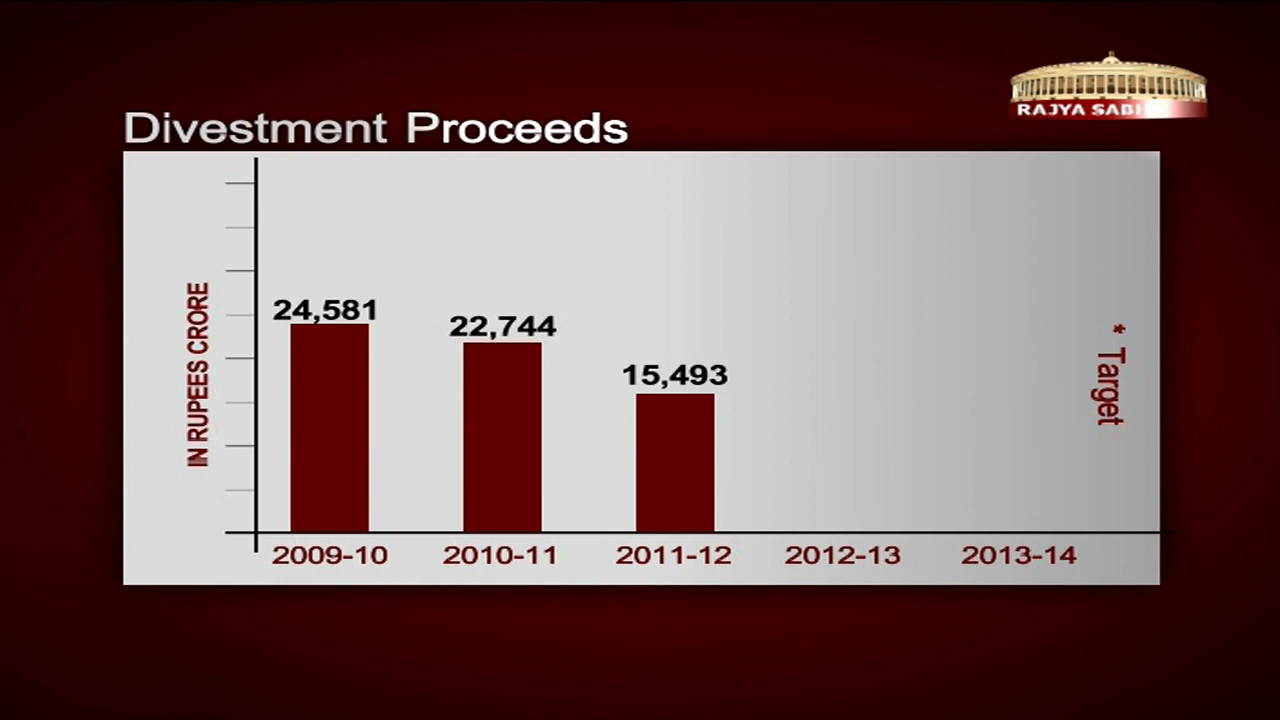 RAJYA SABH
Divestment Proceeds
IN RUPEES CRORE
24,581
22,744
15,493
* Target
2009-10
2010-11
2011-12
2012-13
2013-14